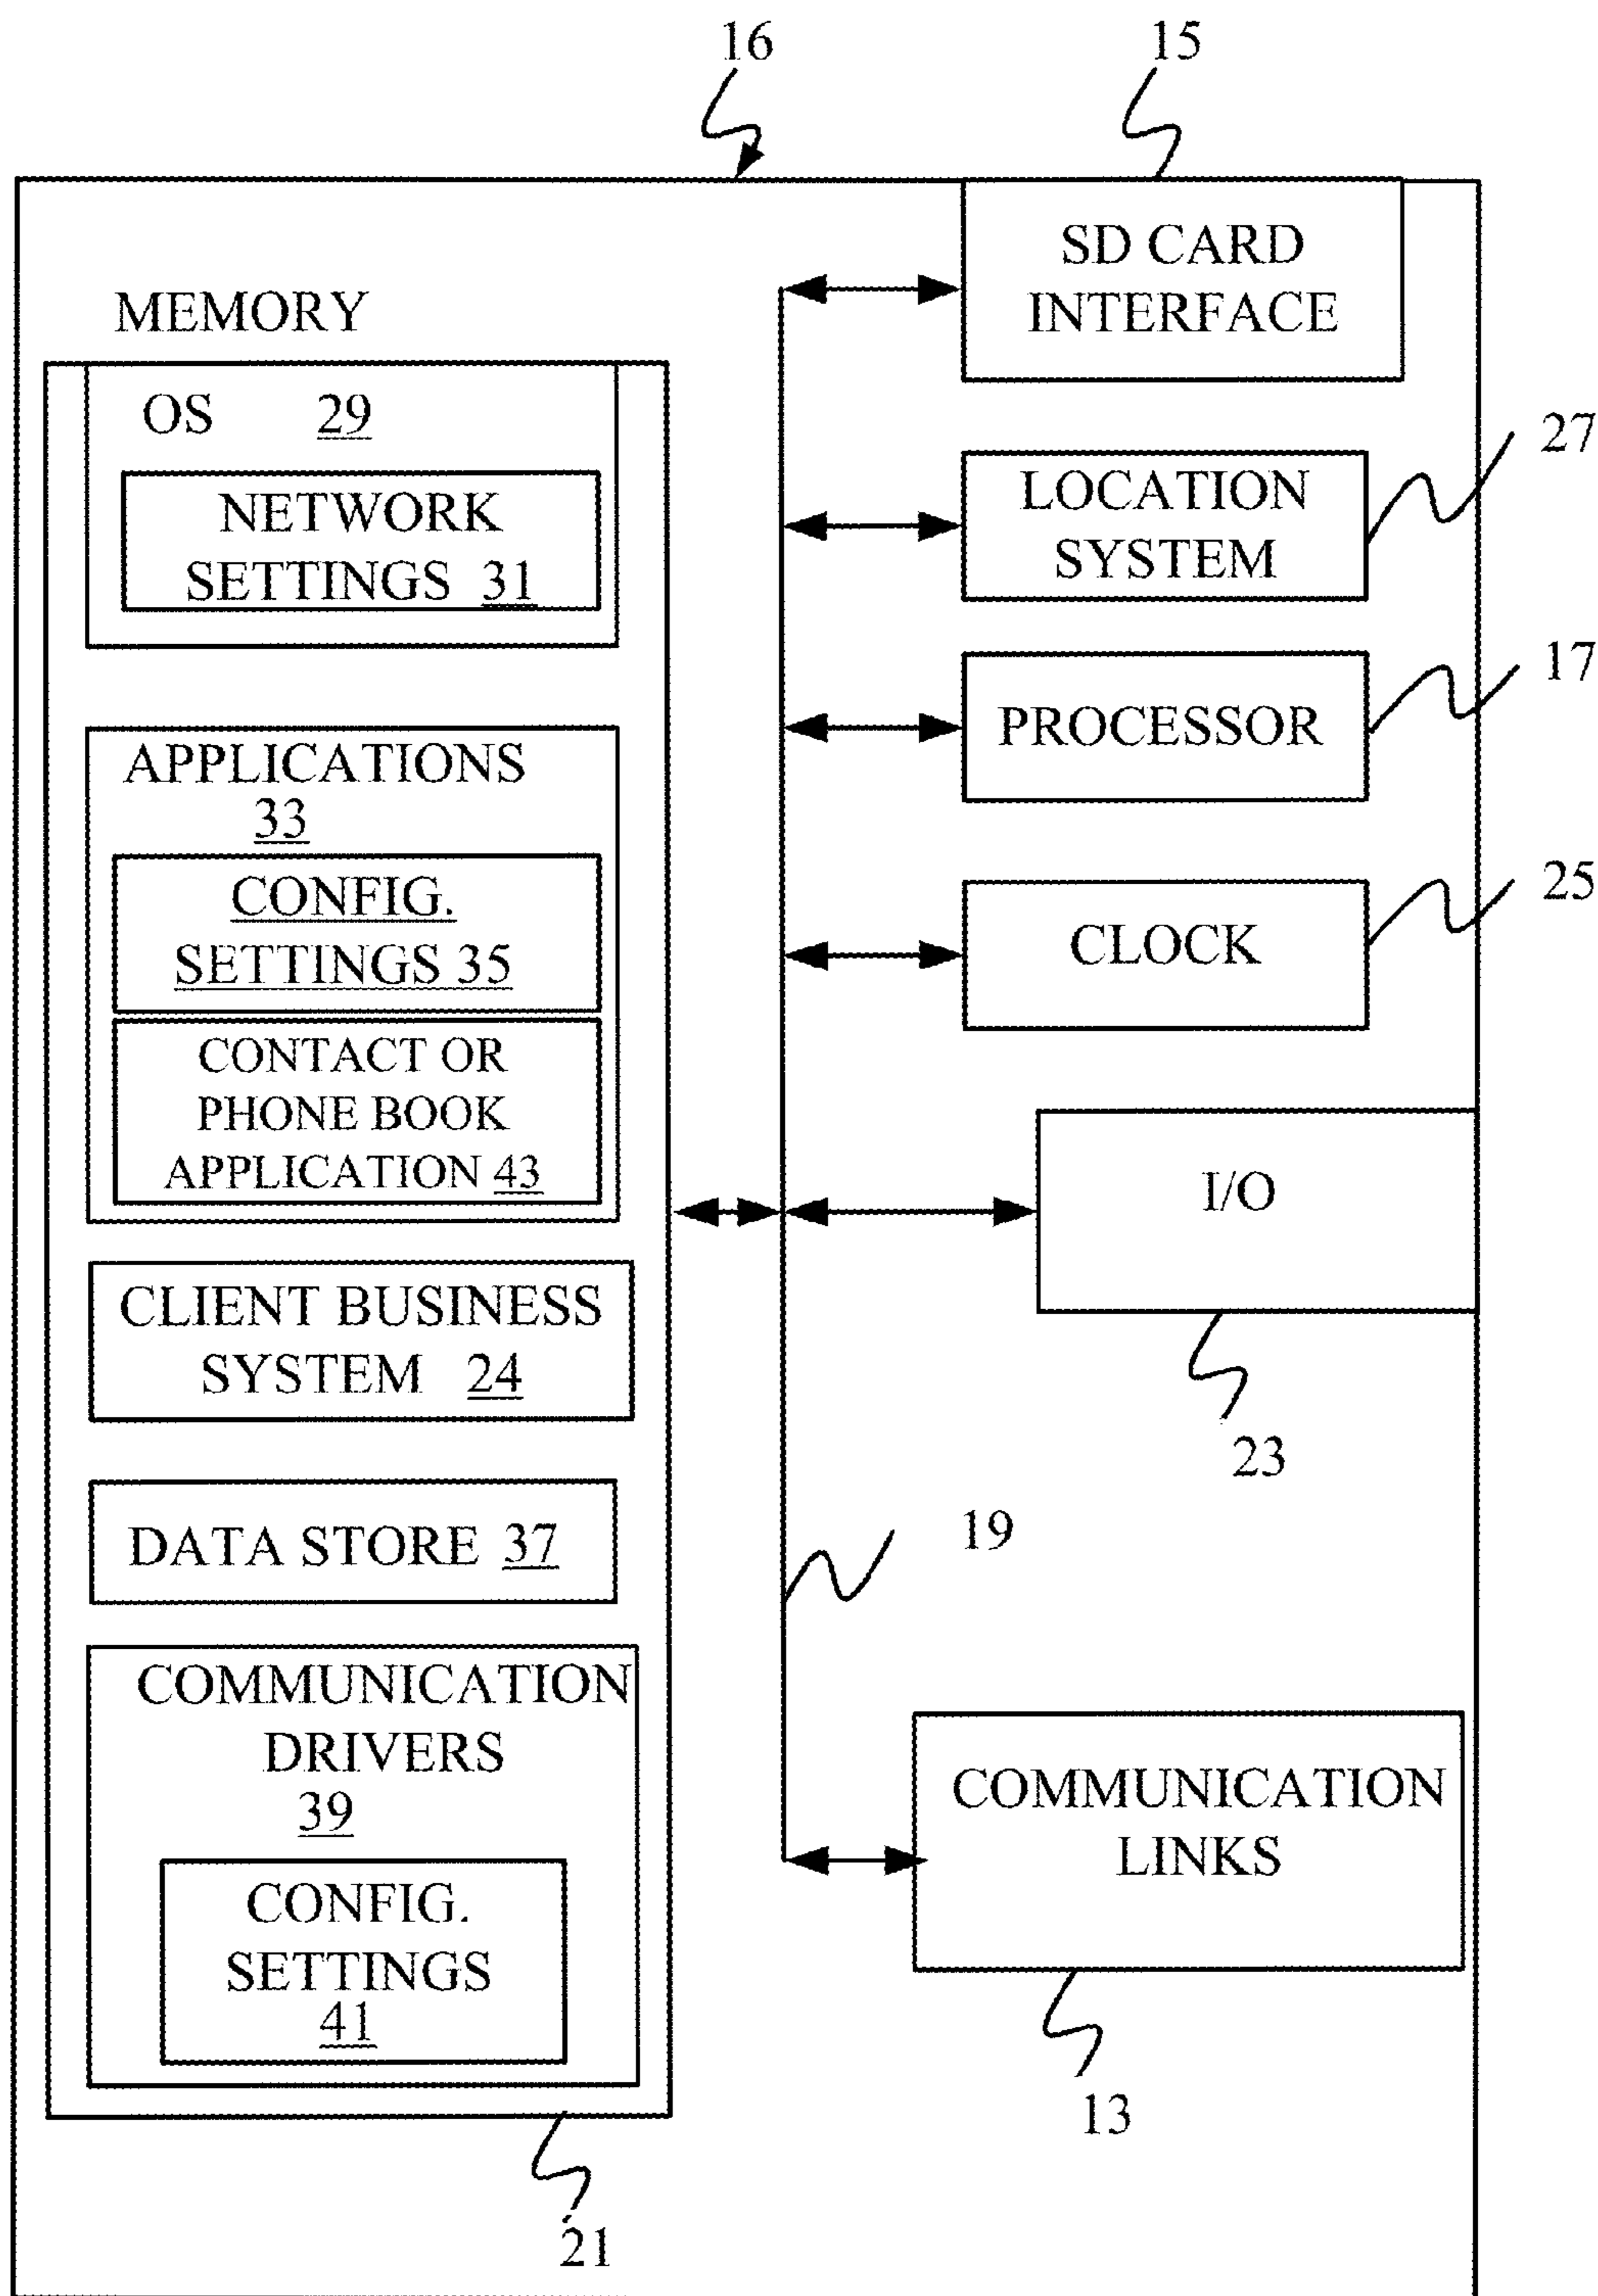 16
15
SD CARD
INTERFACE
MEMORY
OS 29
NETWORK
SETTINGS 31
27
LOCATION
SYSTEM
17
PROCESSOR
APPLICATIONS
33
CONFIG.
SETTINGS 35
25
CLOCK
CONTACT OR
PHONE BOOK
APPLICATION 43
I/O
23
CLIENT BUSINESS
SYSTEM 24
19
DATA STORE 37
COMMUNICATION
DRIVERS
39
CONFIG.
SETTINGS
41
COMMUNICATION
LINKS
13
21